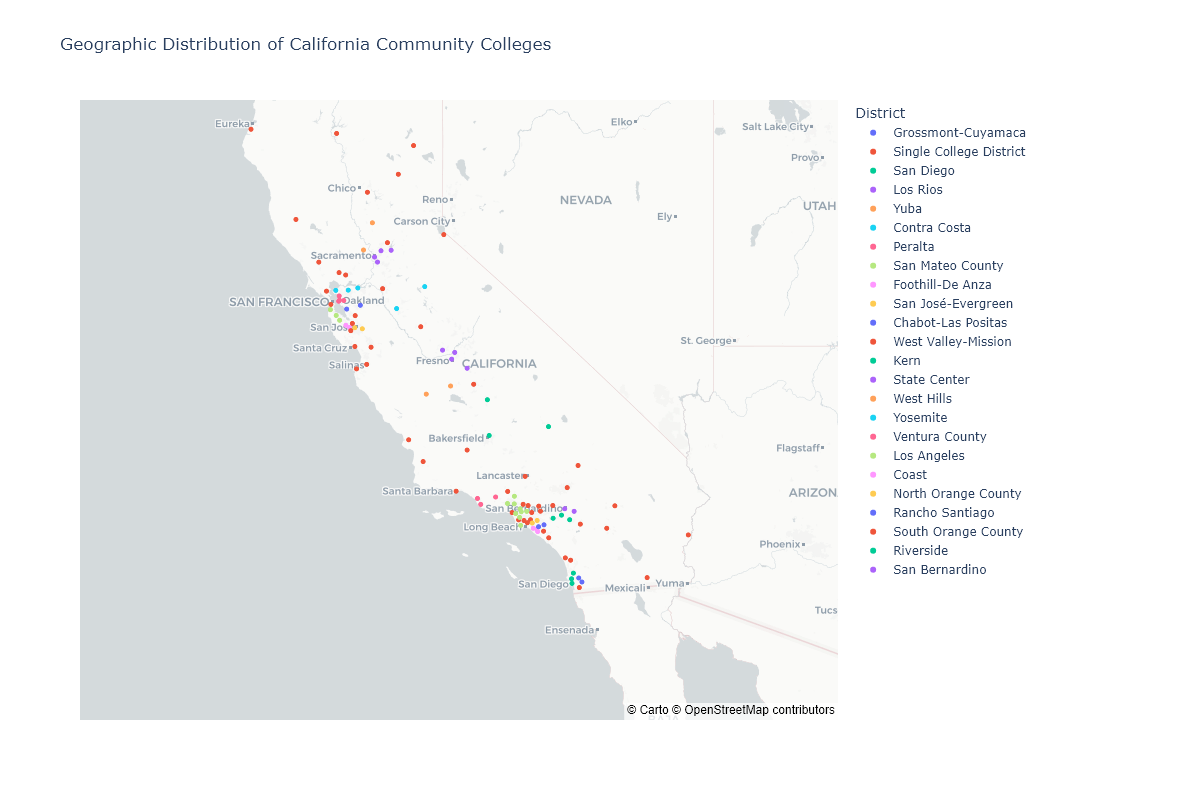 Geographic Distribution of California Community Colleges
Eureka
Elko
Salt Lake City
Provo
Chico
Reno
NEVADA
UTAH
Carson City
Ely
Sacramento
SAN FRANCISCO
Oakland
San Jos
St. George
Santa Cruz
Fresno
CALIFORNIA
Salinas
Bakersfield
Flagstaff
Lancaster
Santa Barbara
ARIZON
San Bernardino
Long Beach
Phoenix
San Diego
Mexicali
Yuma
Tucs
Ensenada
© Carto © OpenStreetMap contributors
District
Grossmont-Cuyamaca
Single College District
San Diego
Los Rios
Yuba
Contra Costa
Peralta
San Mateo County
Foothill-De Anza
San José-Evergreen
Chabot-Las Positas
West Valley-Mission
Kern
State Center
West Hills
Yosemite
Ventura County
Los Angeles
Coast
North Orange County
Rancho Santiago
South Orange County
Riverside
San Bernardino